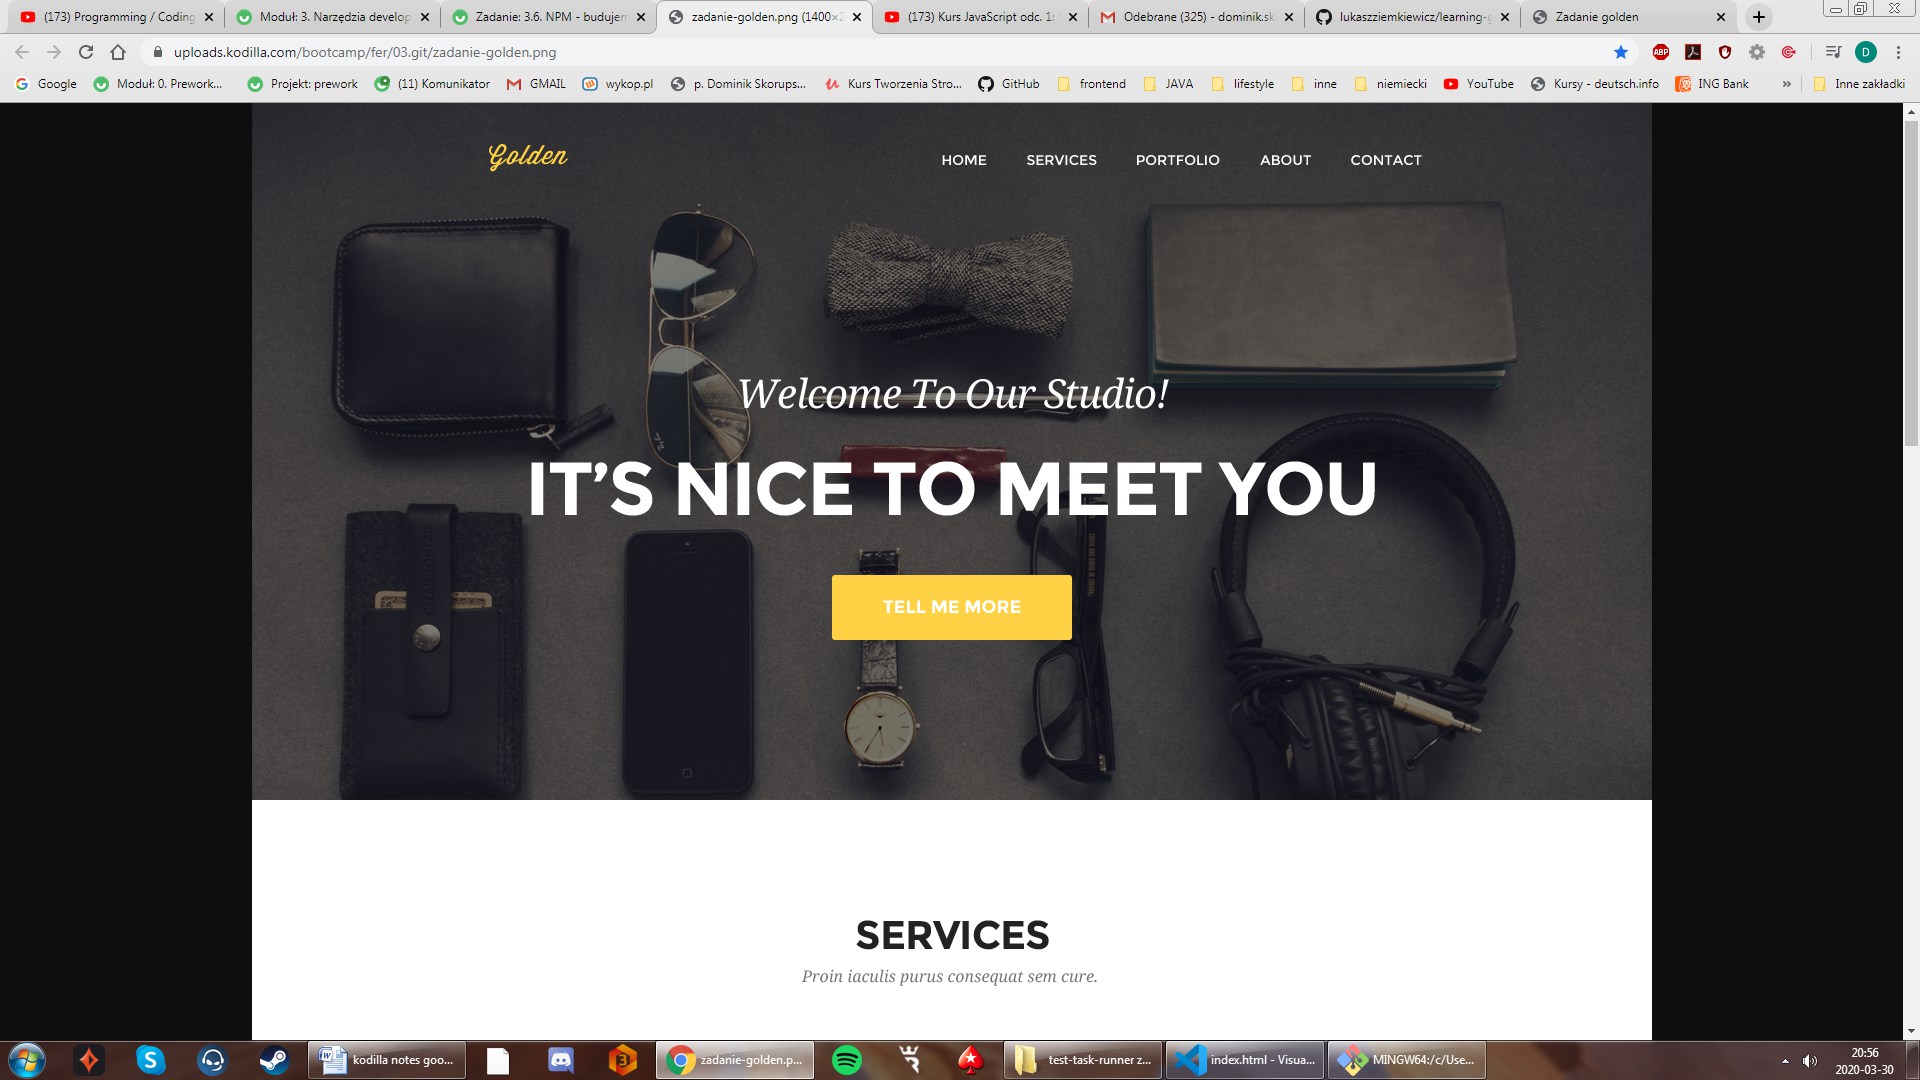 (173) Programming / Coding
Moduł: 3. Narzędzia develop
Zadanie: 3.6. NPM - budujem
zadanie-golden.png (1400×2
(173) Kurs JavaScript odc. 1:
Odebrane (325) - dominik.sk
lukaszziemkiewicz/learning-g
Zadanie golden
uploads.kodilla.com/bootcamp/fer/03.git/zadanie-golden.png
ABP
D
Google
Moduł: 0. Prework...
Projekt: prework
(11) Komunikator
GMAIL
wykop.pl
p. Dominik Skorups...
Kurs Tworzenia Stro...
GitHub
frontend
JAVA
lifestyle
inne
niemiecki
YouTube
Kursy - deutsch.info
ING Bank
»
Inne zakładki
Golden
HOME
SERVICES
PORTFOLIO
ABOUT
CONTACT
Welcome To Our Studio!
IT’S NICE TO MEET YOU
TELL ME MORE
SERVICES
Proin iaculis purus consequat sem cure.
kodilla notes goo...
zadanie-golden.p...
test-task-runner z...
index.html - Visua...
MINGW64:/c/Use...
20:56
2020-03-30